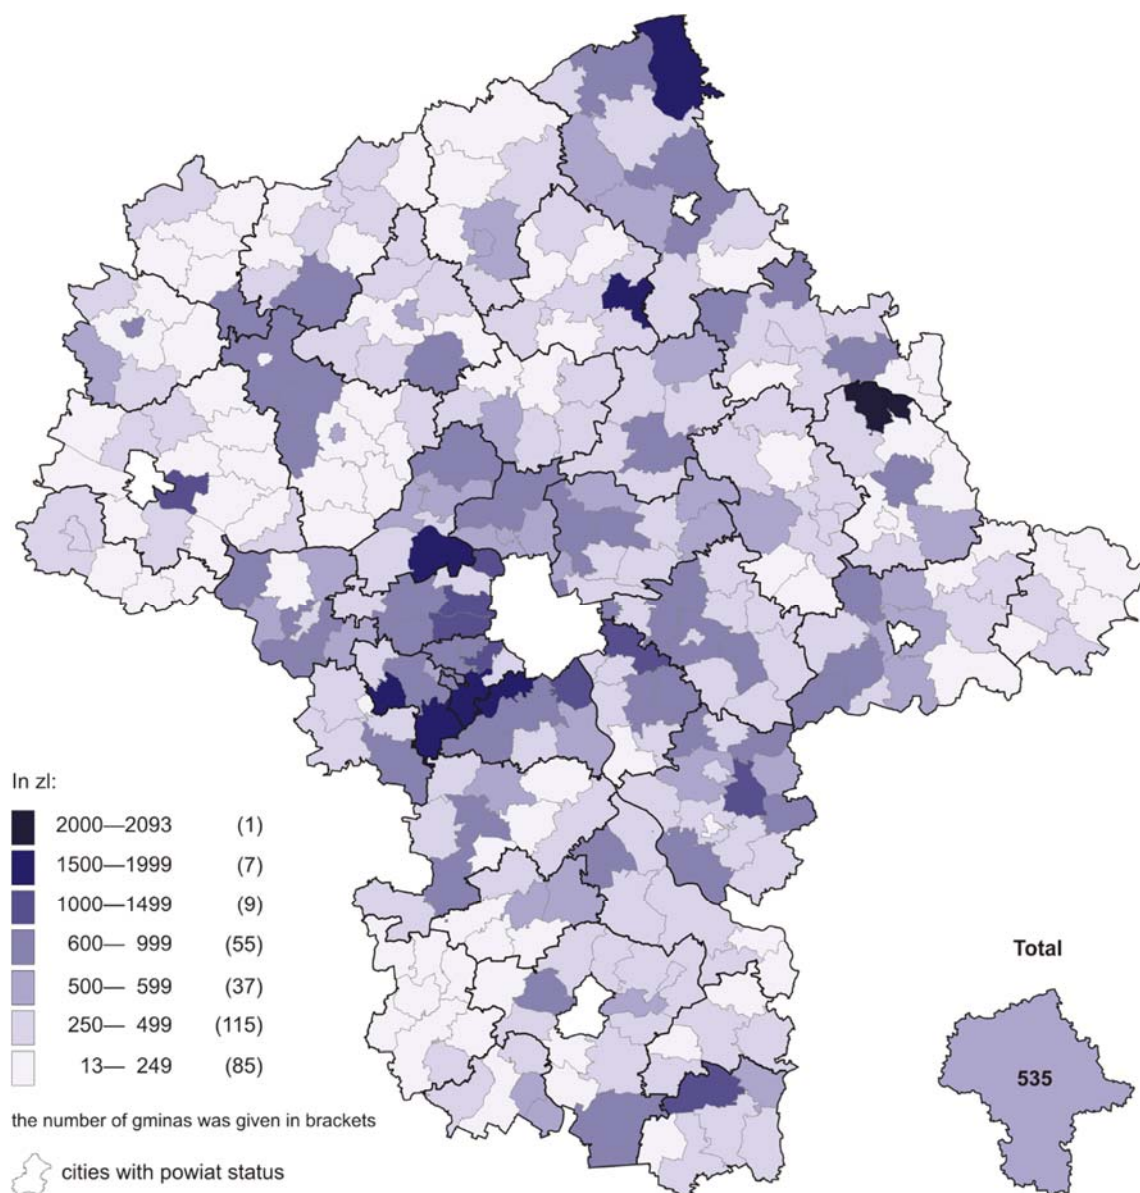 In zl:
2000—2093 (1)
1500—1999 (7)
1000—1499 (9)
600— 999 (55)
500— 599 (37)
250— 499 (115)
13— 249 (85)
the number of gminas was given in brackets
cities with powiat status
Total
535